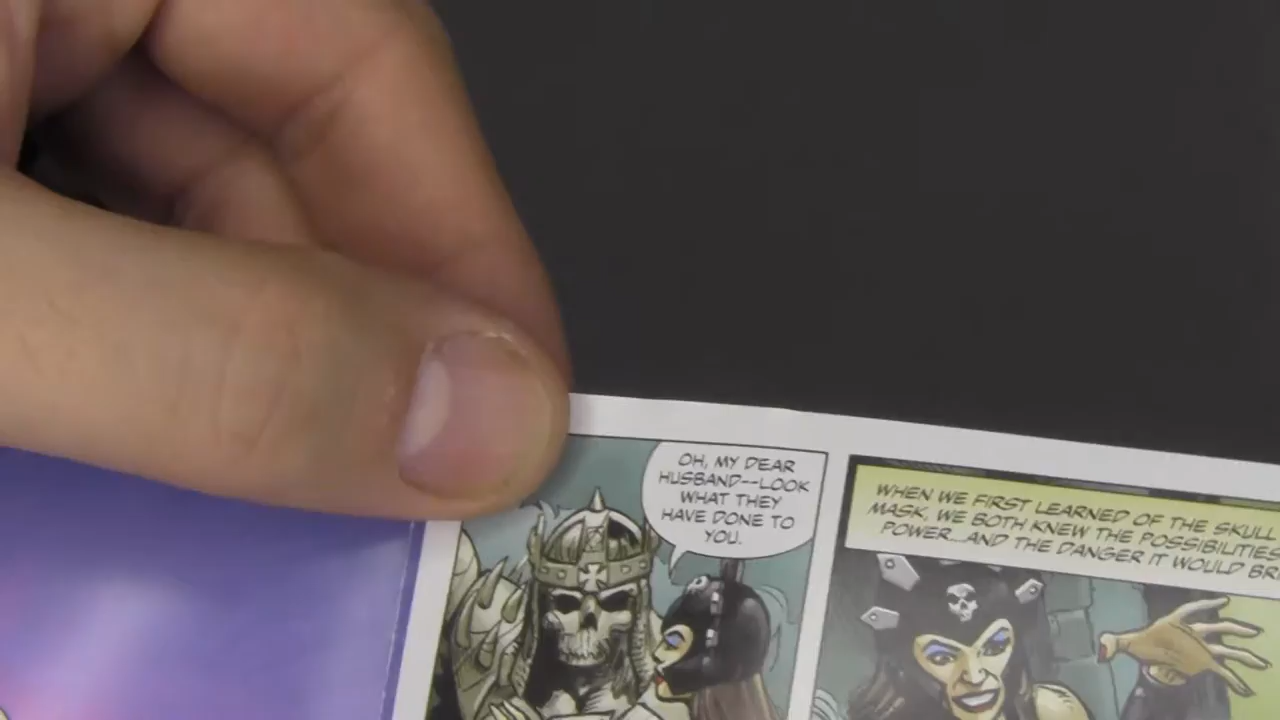 OH, MY DEAR
HUSBAND--LOOK
WHAT THEY
HAVE DONE TO
YOU.
WHEN WE FIRST LEARNED OF THE SKULL
MASK, WE BOTH KNEW THE POSSIBILITIES
POWER...AND THE DANGER IT WOULD